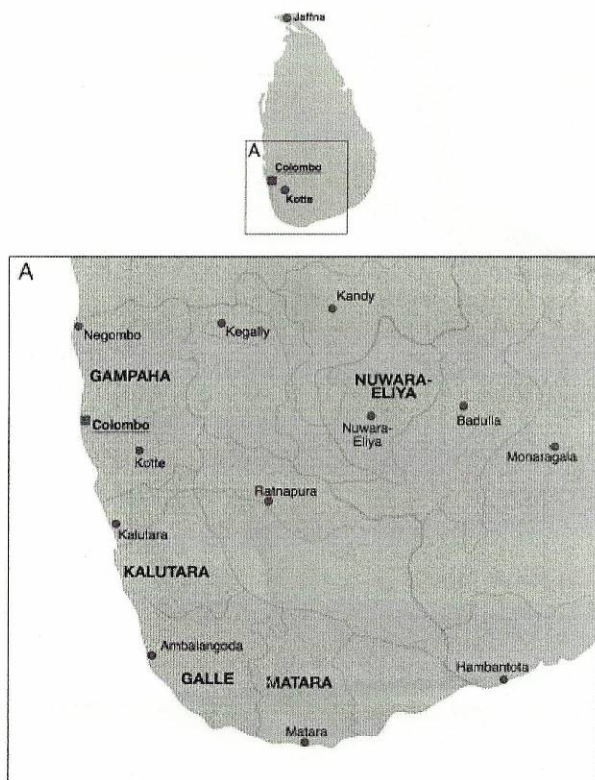 Jaffna
A
Colombo
Kotte
A
Kandy
Negombo
Kegally
GAMPAHA
NUWARA-
ELIYA
Colombo
Nuwara-
Eliya
Badulla
Kotte
Monaragala
Ratnapura
Kalutara
KALUTARA
Ambalangoda
GALLE
MATARA
Hambantota
Matara